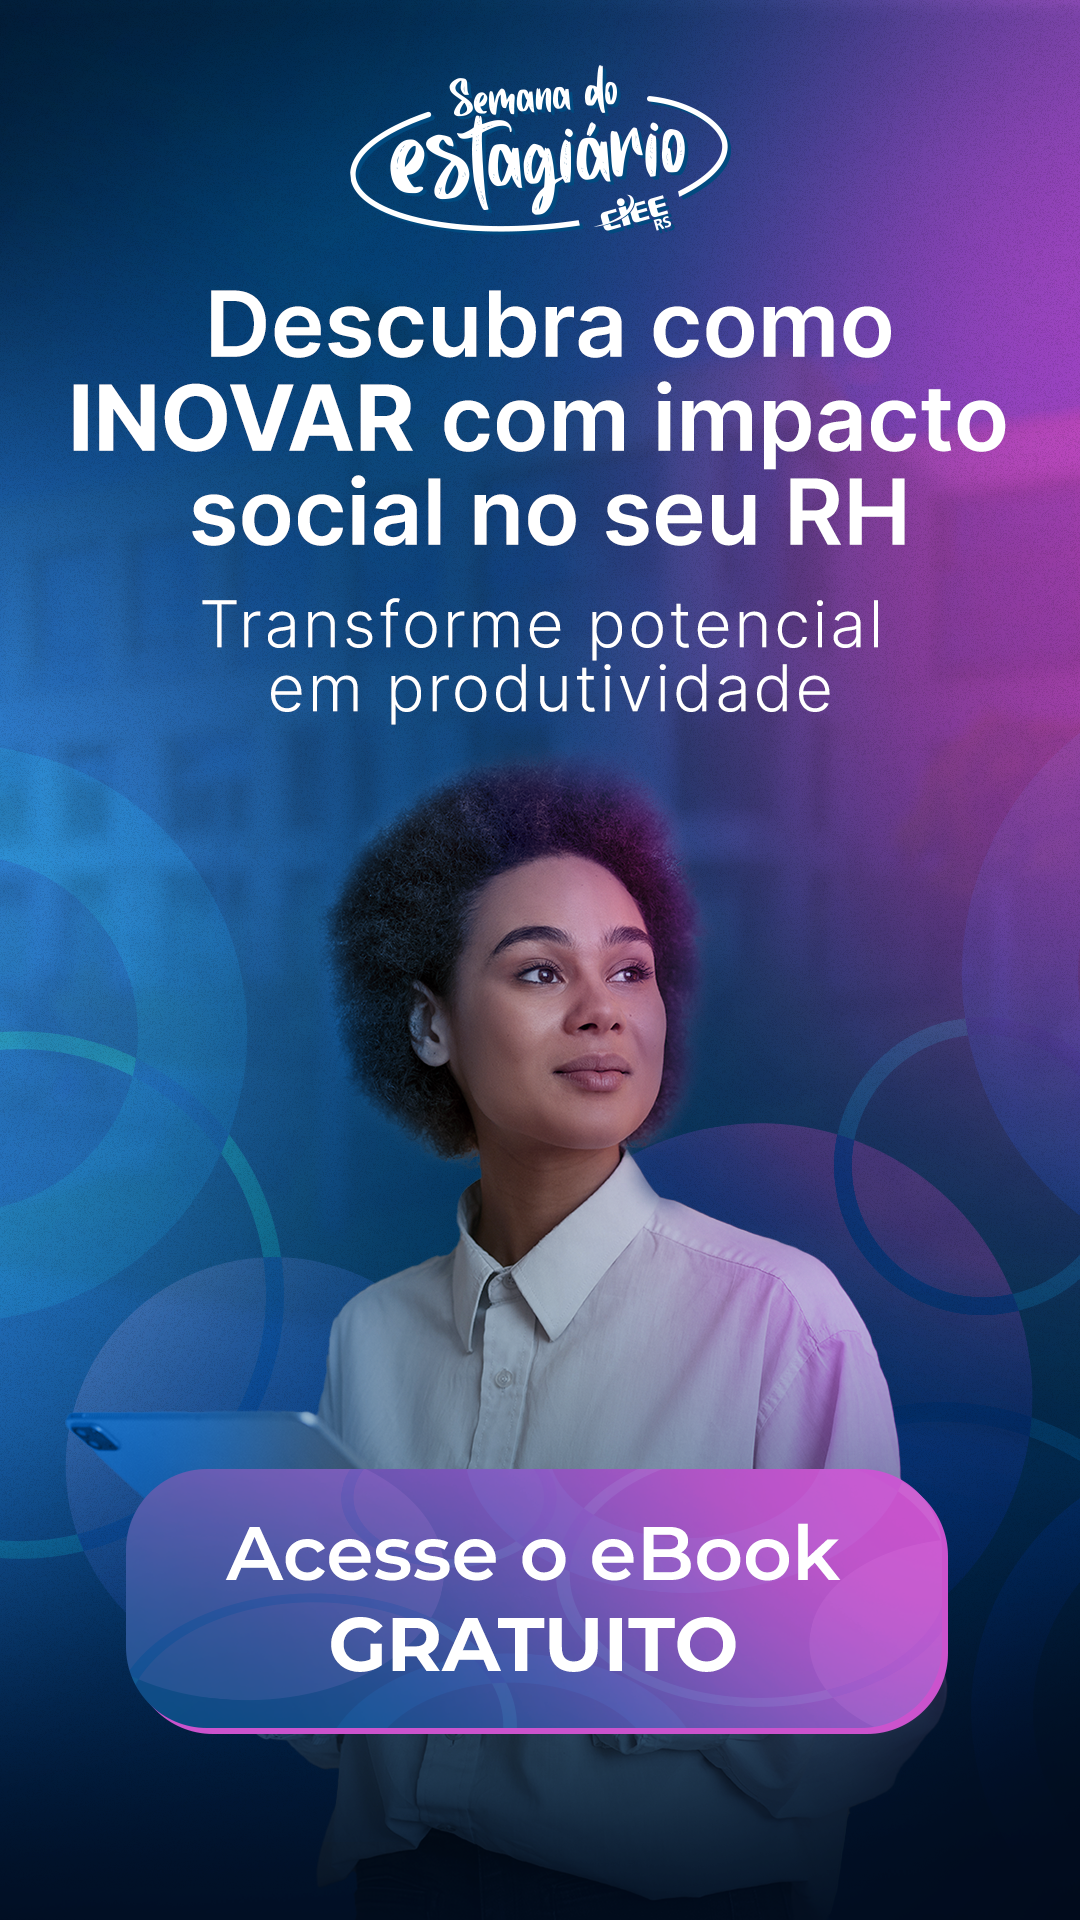 Semana do
estagiário
CIEE
RS
Descubra como
INOVAR com impacto
social no seu RH
Transforme potencial
em produtividade
Acesse o eBook
GRATUITO